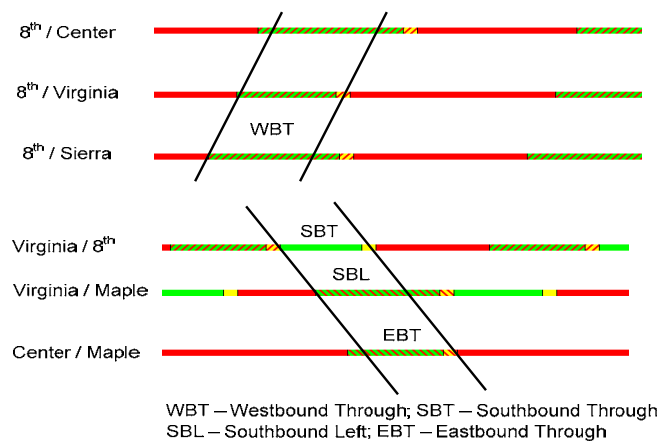 8th / Center
8th / Virginia
WBT
8th / Sierra
SBT
Virginia / 8th
SBL
Virginia / Maple
EBT
Center / Maple
WBT – Westbound Through; SBT – Southbound Through
SBL – Southbound Left; EBT – Eastbound Through